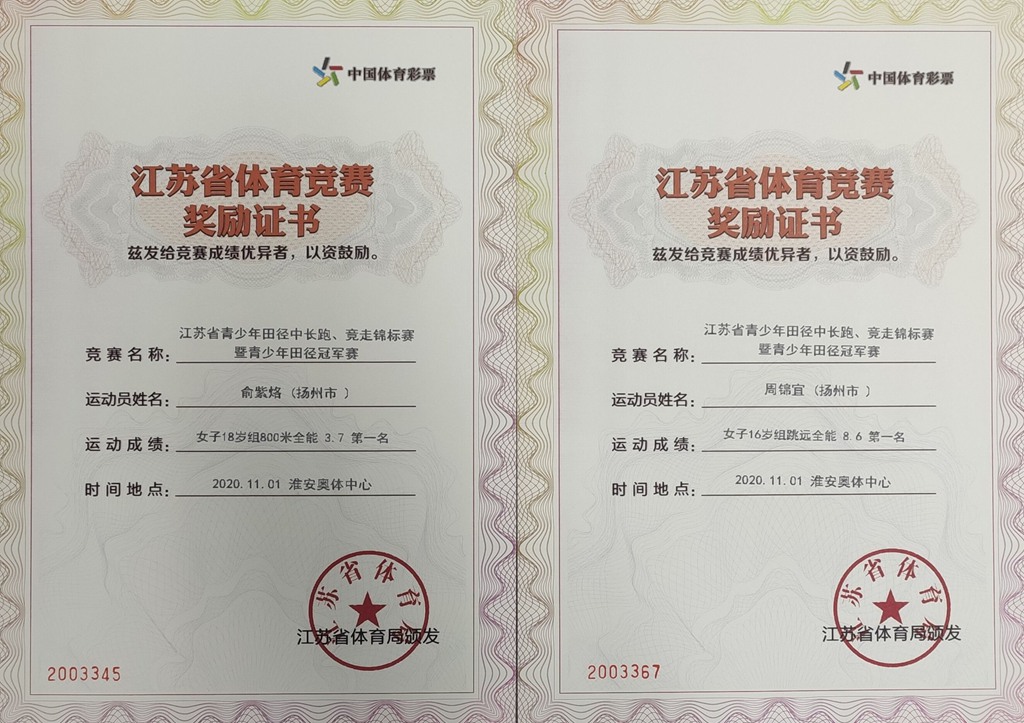 中国体育彩票
江苏省体育竞赛
奖励证书
兹发给竞赛成绩优异者，以资鼓励。
江苏省青少年田径中长跑、竞走锦标赛
竞赛名称：暨青少年田径冠军赛
运动员姓名：俞紫烙（扬州市 ）
运动成绩：女子18岁组800米全能 3.7 第一名
时间地点：2020.11.01 淮安奥体中心
江苏省体育局颁发
2003345
中国体育彩票
江苏省体育竞赛
奖励证书
兹发给竞赛成绩优异者，以资鼓励。
江苏省青少年田径中长跑、竞走锦标赛
竞赛名称：暨青少年田径冠军赛
运动员姓名：周锦宜（扬州市 ）
运动成绩：女子16岁组跳远全能 8.6 第一名
时间地点：2020.11.01 淮安奥体中心
江苏省体育局颁发
2003367